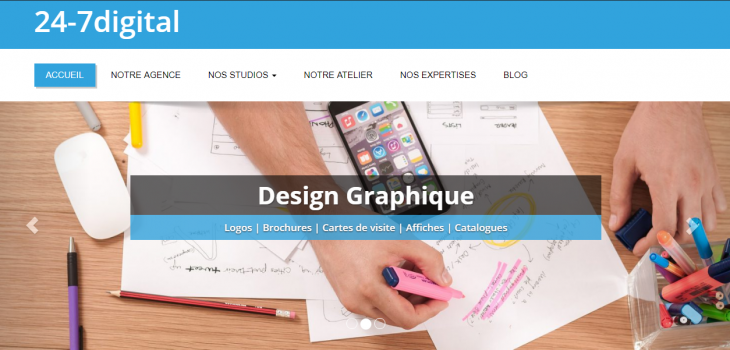 24-7digital
ACCUEIL NOTRE AGENCE NOS STUDIOS NOTRE ATELIER NOS EXPERTISES BLOG
Design Graphique
Logos | Brochures | Cartes de visite | Affiches | Catalogues